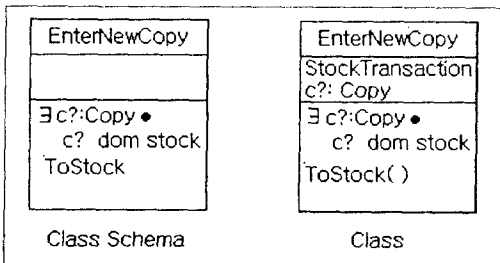 EnterNewCopy
∃ c?:Copy •
c? dom stock
ToStock
Class Schema
EnterNewCopy
StockTransaction
c?: Copy
∃ c?:Copy •
c? dom stock
ToStock( )
Class